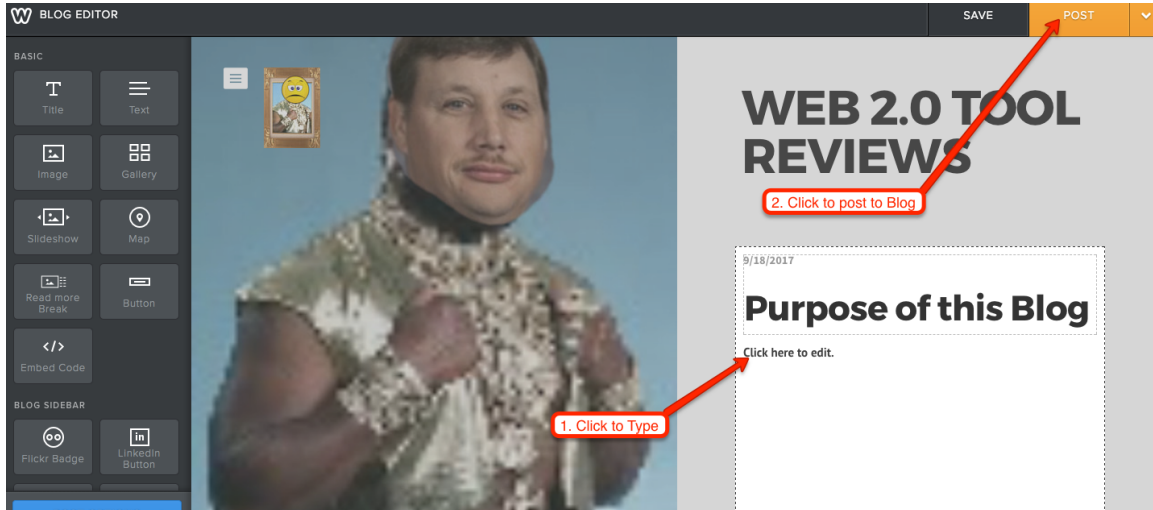 BLOG EDITOR
SAVE
POST
BASIC
Title
Text
Image
Gallery
Slideshow
Map
Read more
Break
Button
</>
Embed Code
BLOG SIDEBAR
Flickr Badge
in
LinkedIn
Button
WEB 2.0 TOOL
REVIEWS
2. Click to post to Blog
9/18/2017
Purpose of this Blog
Click here to edit.
1. Click to Type